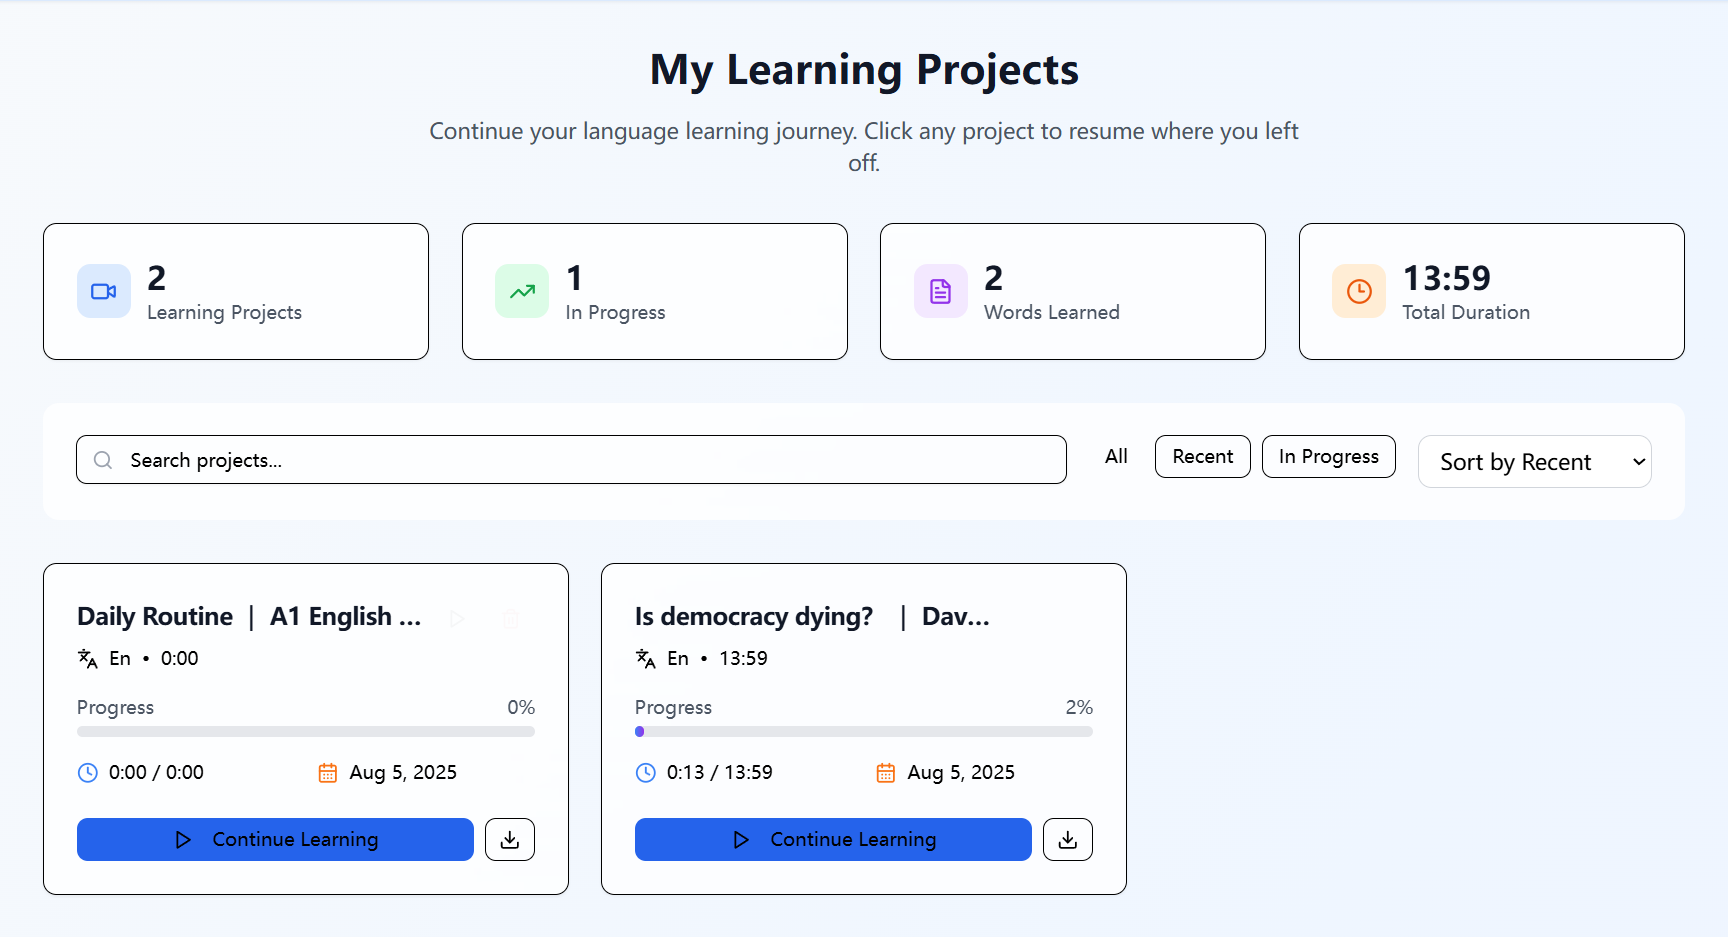 My Learning Projects
Continue your language learning journey. Click any project to resume where you left
off.
2
Learning Projects
1
In Progress
2
Words Learned
13:59
Total Duration
Search projects...
All
Recent
In Progress
Sort by Recent
Daily Routine | A1 English ...
En • 0:00
Progress
0%
0:00 / 0:00
Aug 5, 2025
Continue Learning
Is democracy dying? | Dav...
En • 13:59
Progress
2%
0:13 / 13:59
Aug 5, 2025
Continue Learning